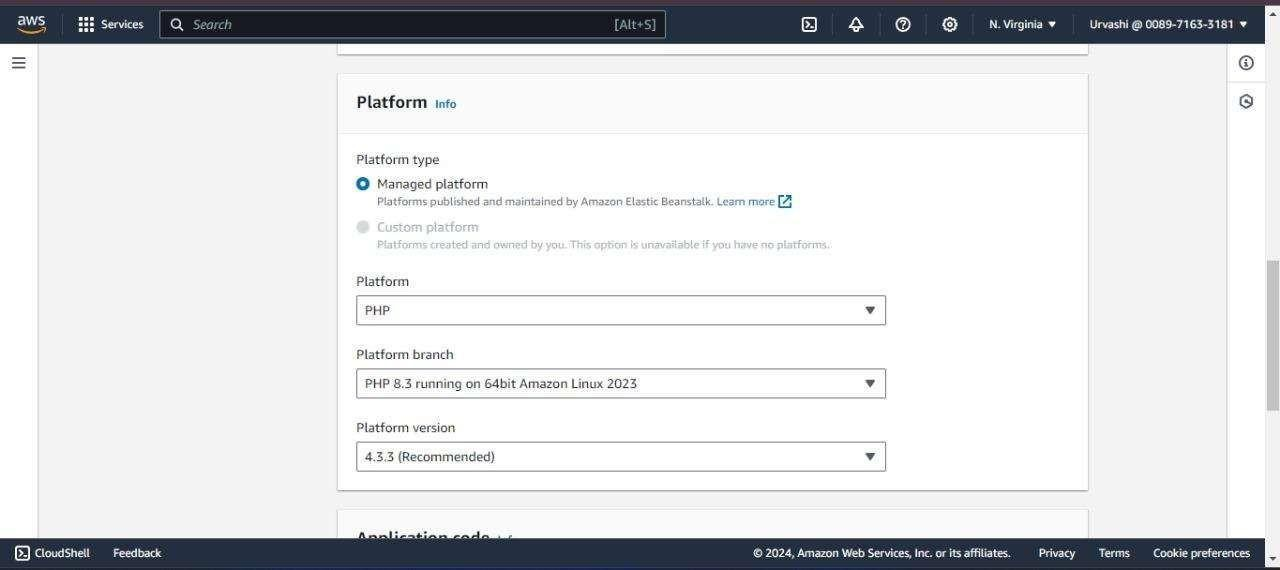 aws Services Search [Alt+S] N. Virginia Urvashi @ 0089-7163-3181
Platform Info
Platform type
Managed platform
Platforms published and maintained by Amazon Elastic Beanstalk. Learn more
Custom platform
Platforms created and owned by you. This option is unavailable if you have no platforms.
Platform
PHP
Platform branch
PHP 8.3 running on 64bit Amazon Linux 2023
Platform version
4.3.3 (Recommended)
Application code Info
CloudShell Feedback © 2024, Amazon Web Services, Inc. or its affiliates. Privacy Terms Cookie preferences